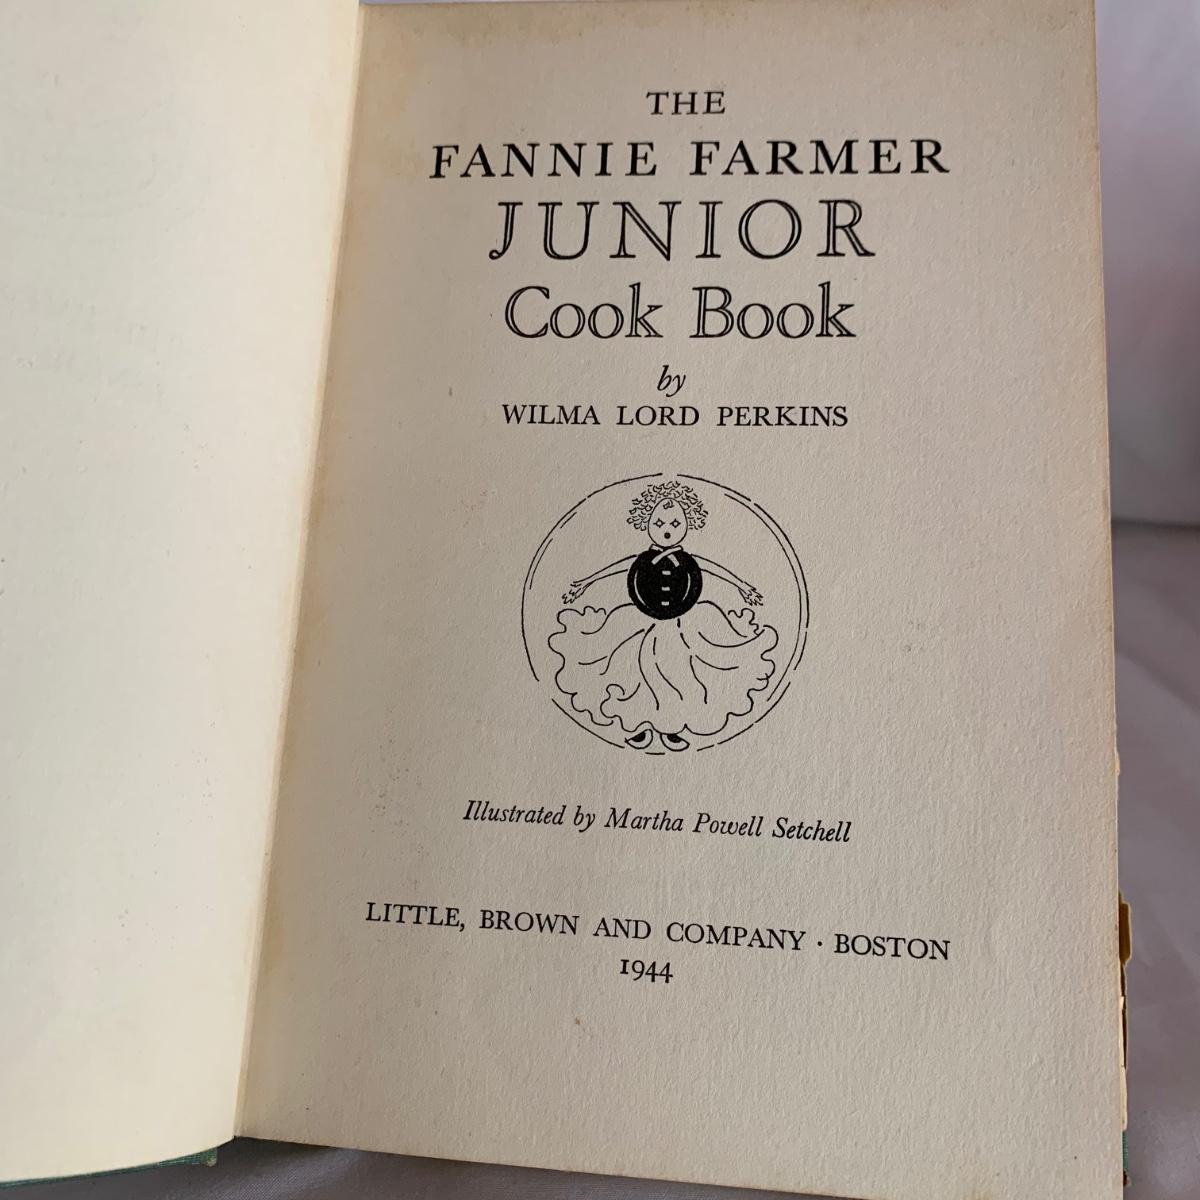 THE
FANNIE FARMER
JUNIOR
Cook Book
by
WILMA LORD PERKINS
Illustrated by Martha Powell Setchell
LITTLE, BROWN AND COMPANY · BOSTON
1944